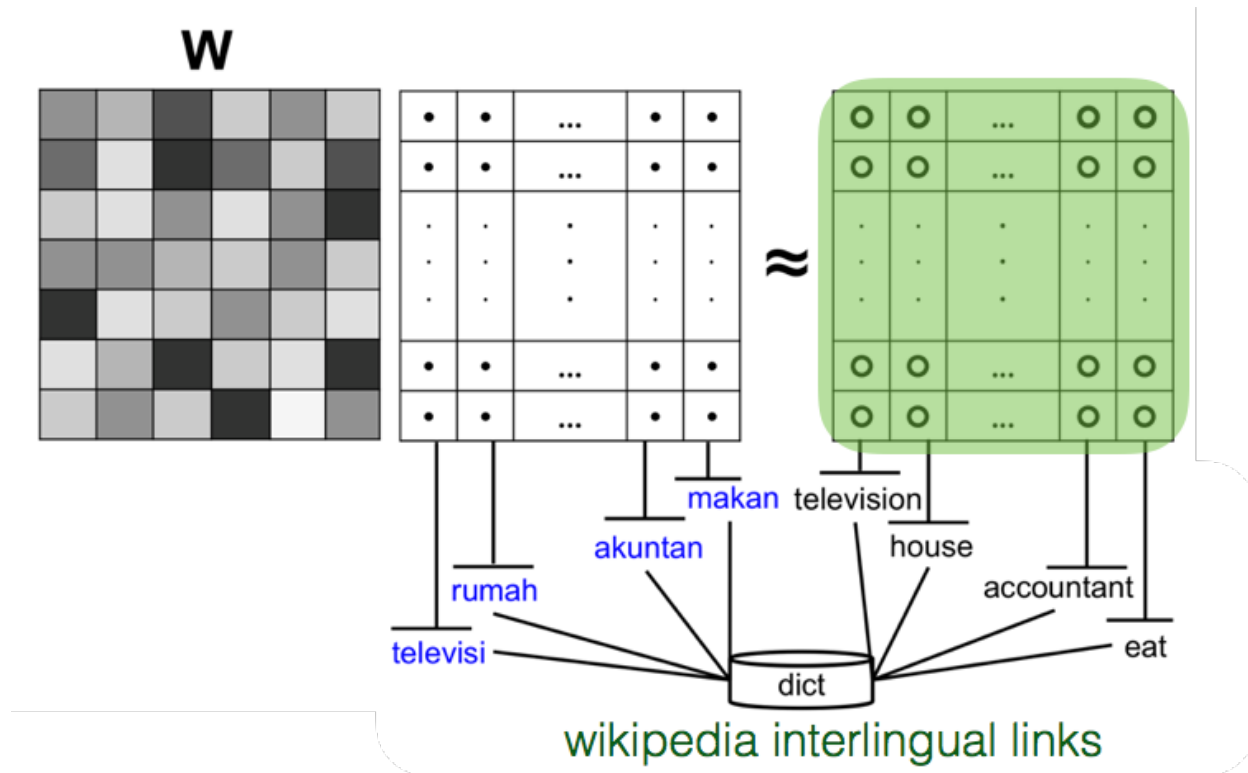 W
... ...
... ...
≈
... ...
... ...
makan television
akuntan house
rumah accountant
televisi eat
dict
wikipedia interlingual links